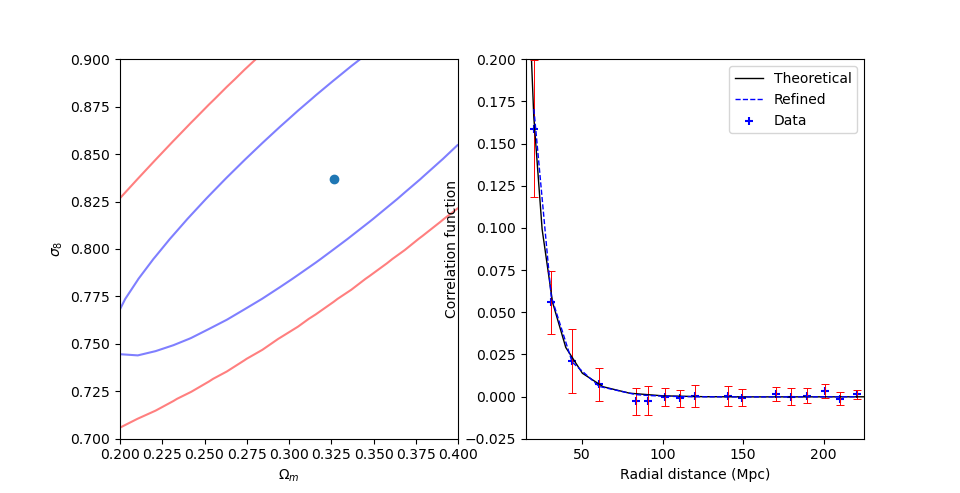 0.900
0.875
0.850
0.825
0.800
0.775
0.750
0.725
0.700
σ8
0.200 0.225 0.250 0.275 0.300 0.325 0.350 0.375 0.400
Ωm
0.200
0.175
0.150
0.125
0.100
0.075
0.050
0.025
0.000
−0.025
Correlation function
Theoretical
Refined
Data
50 100 150 200
Radial distance (Mpc)